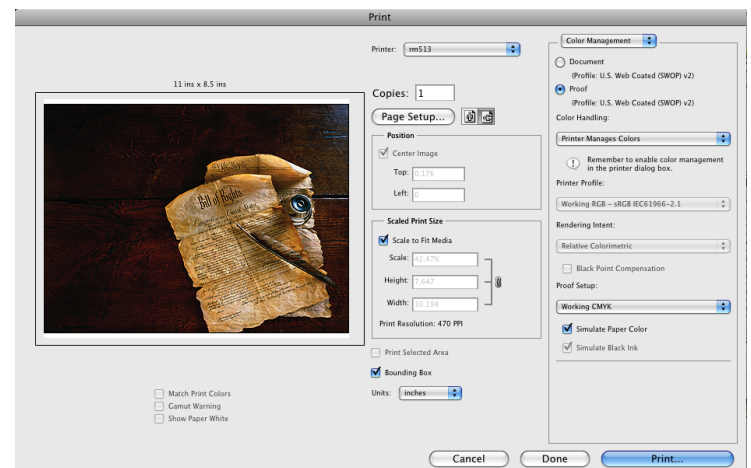 Print
Printer: rm513
11 ins x 8.5 ins
Copies: 1
Page Setup...
Position
Center Image
Top: 0.176
Left: 0
Scaled Print Size
Scale to Fit Media
Scale: 42.47%
Height: 7.647
Width: 10.194
Print Resolution: 470 PPI
Print Selected Area
Bounding Box
Units: inches
Bill of Rights
Match Print Colors
Gamut Warning
Show Paper White
Color Management
Document
(Profile: U.S. Web Coated (SWOP) v2)
Proof
(Profile: U.S. Web Coated (SWOP) v2)
Color Handling:
Printer Manages Colors
Remember to enable color management
in the printer dialog box.
Printer Profile:
Working RGB - sRGB IEC61966-2.1
Rendering Intent:
Relative Colorimetric
Black Point Compensation
Proof Setup:
Working CMYK
Simulate Paper Color
Simulate Black Ink
Cancel
Done
Print...